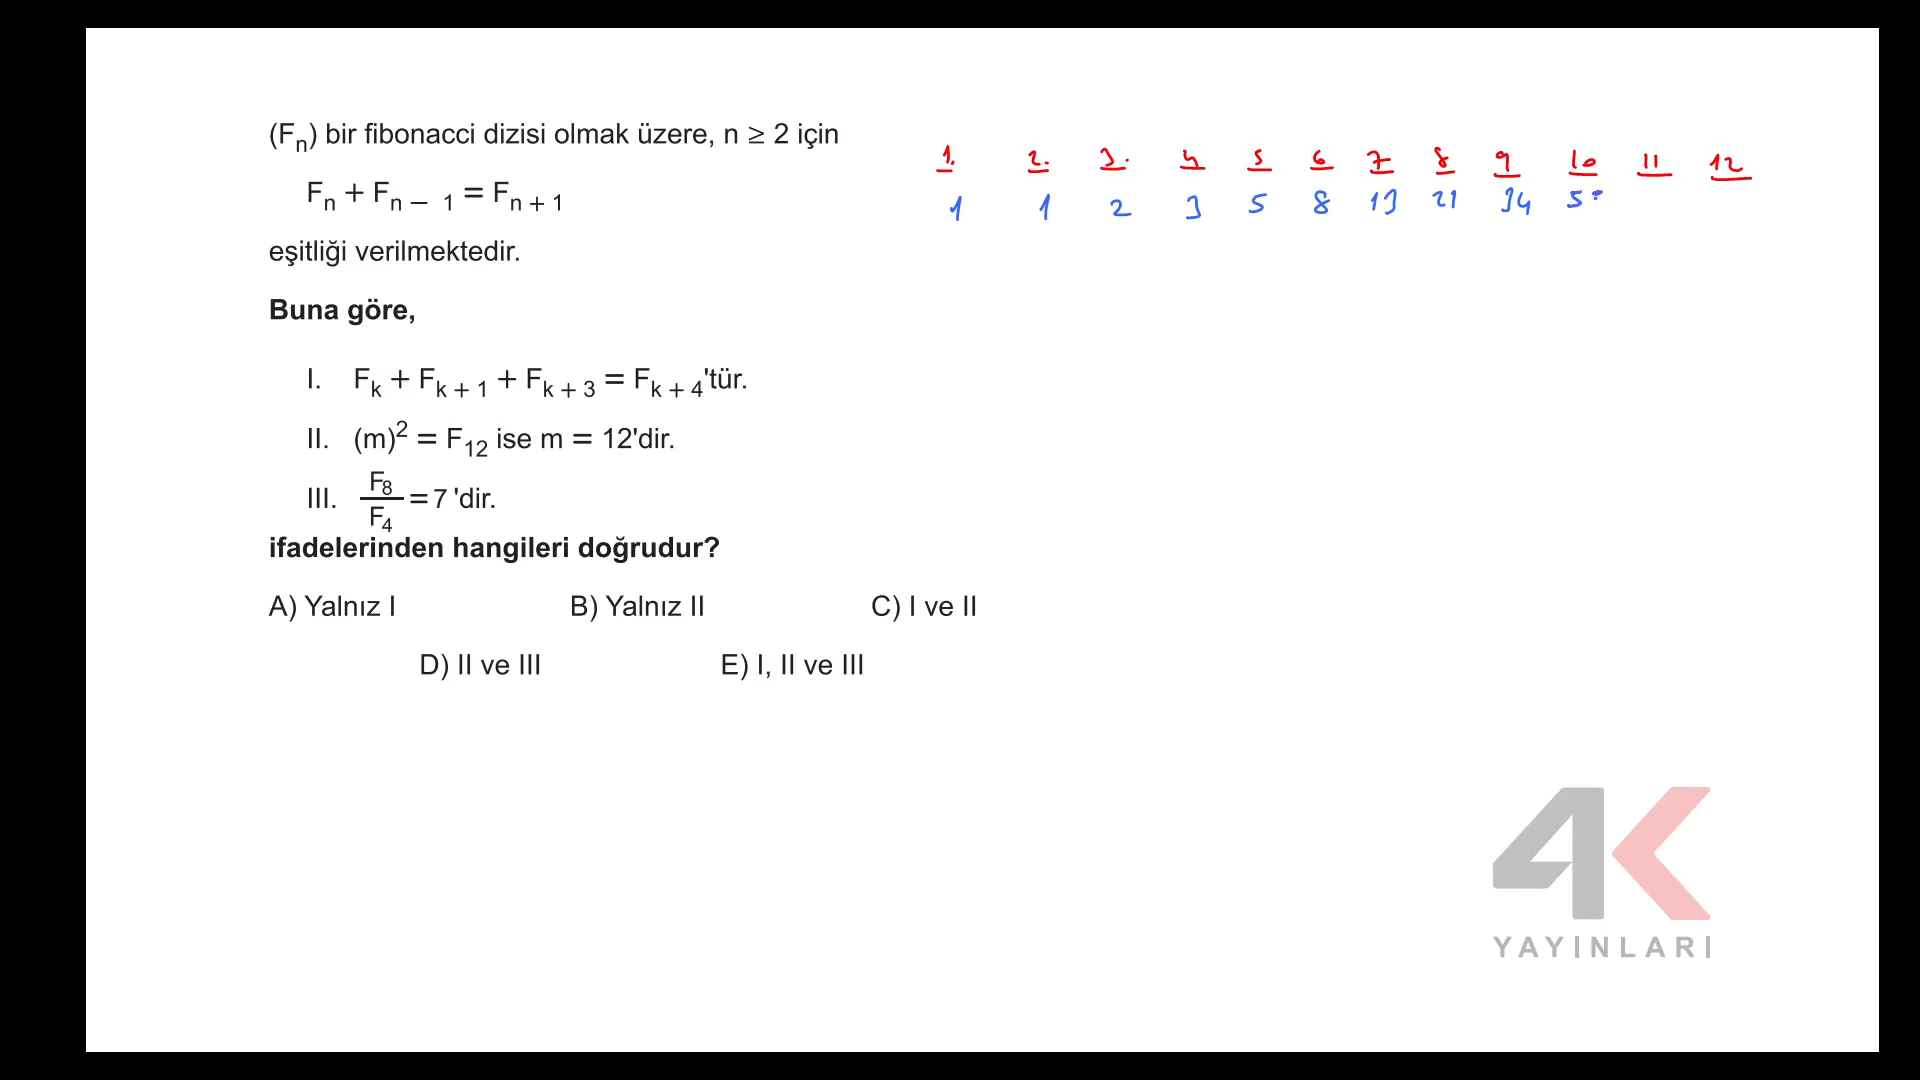 (Fn) bir fibonacci dizisi olmak üzere, n ≥ 2 için
Fn + Fn − 1 = Fn + 1
eşitliği verilmektedir.
Buna göre,
I. Fk + Fk + 1 + Fk + 3 = Fk + 4'tür.
II. (m)2 = F12 ise m = 12'dir.
III. F8/F4 = 7 'dir.
ifadelerinden hangileri doğrudur?
A) Yalnız I B) Yalnız II C) I ve II
D) II ve III E) I, II ve III
1. 2. 3. 4 5 6 7 8 9 10 11 12
1 1 2 3 5 8 13 21 34 5
4K
YAYINLARI